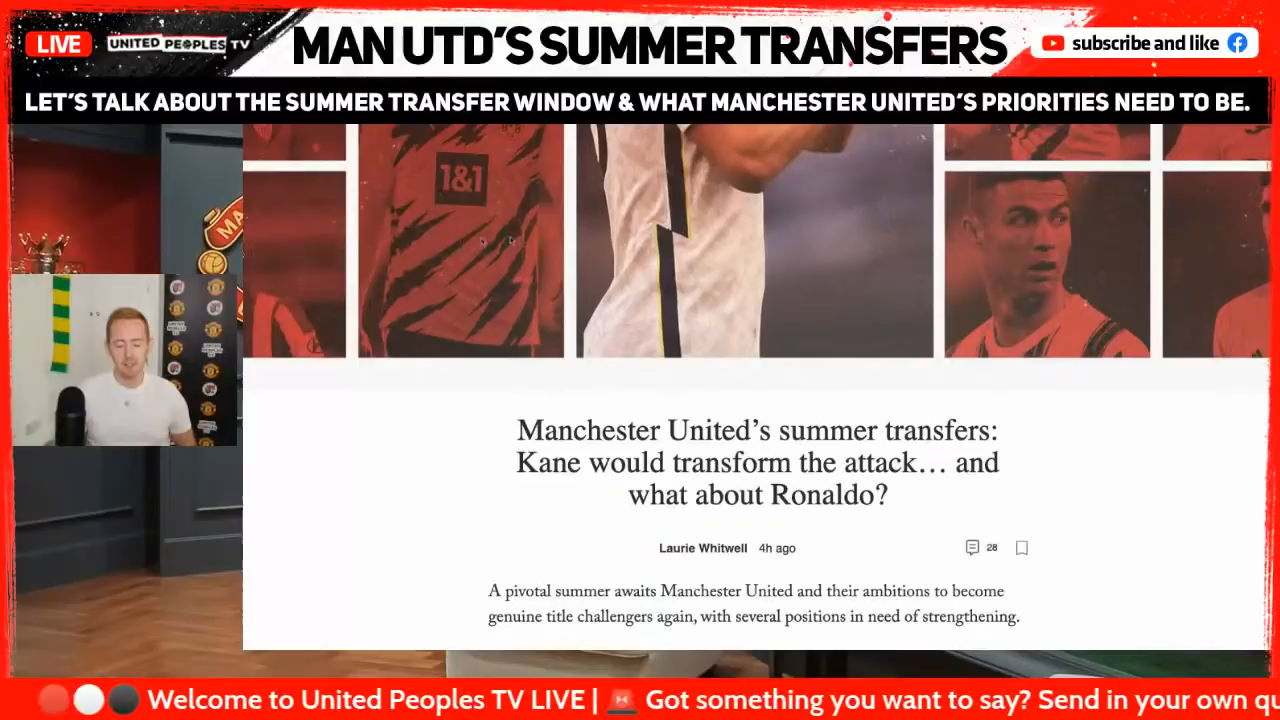 LIVE
UNITED PEOPLES TV
MAN UTD'S SUMMER TRANSFERS
subscribe and like
LET'S TALK ABOUT THE SUMMER TRANSFER WINDOW & WHAT MANCHESTER UNITED'S PRIORITIES NEED TO BE.
1&1
Manchester United's summer transfers:
Kane would transform the attack… and
what about Ronaldo?
Laurie Whitwell 4h ago
28
A pivotal summer awaits Manchester United and their ambitions to become
genuine title challengers again, with several positions in need of strengthening.
Welcome to United Peoples TV LIVE | Got something you want to say? Send in your own qu